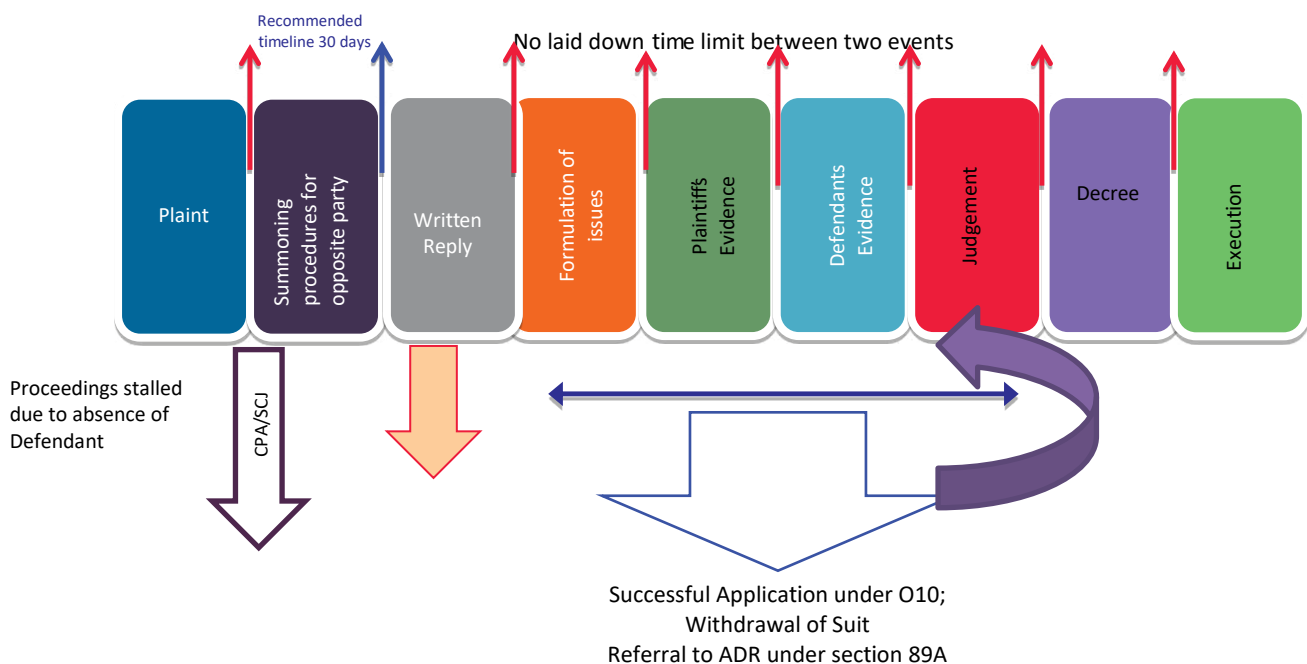 Recommended
timeline 30 days
No laid down time limit between two events
Plaint
Summoning
procedures for
opposite party
Written
Reply
Formulation of
issues
Plaintiffs
Evidence
Defendants
Evidence
Judgement
Decree
Execution
Proceedings stalled
due to absence of
Defendant
CPA/SCJ
Successful Application under O10;
Withdrawal of Suit
Referral to ADR under section 89A